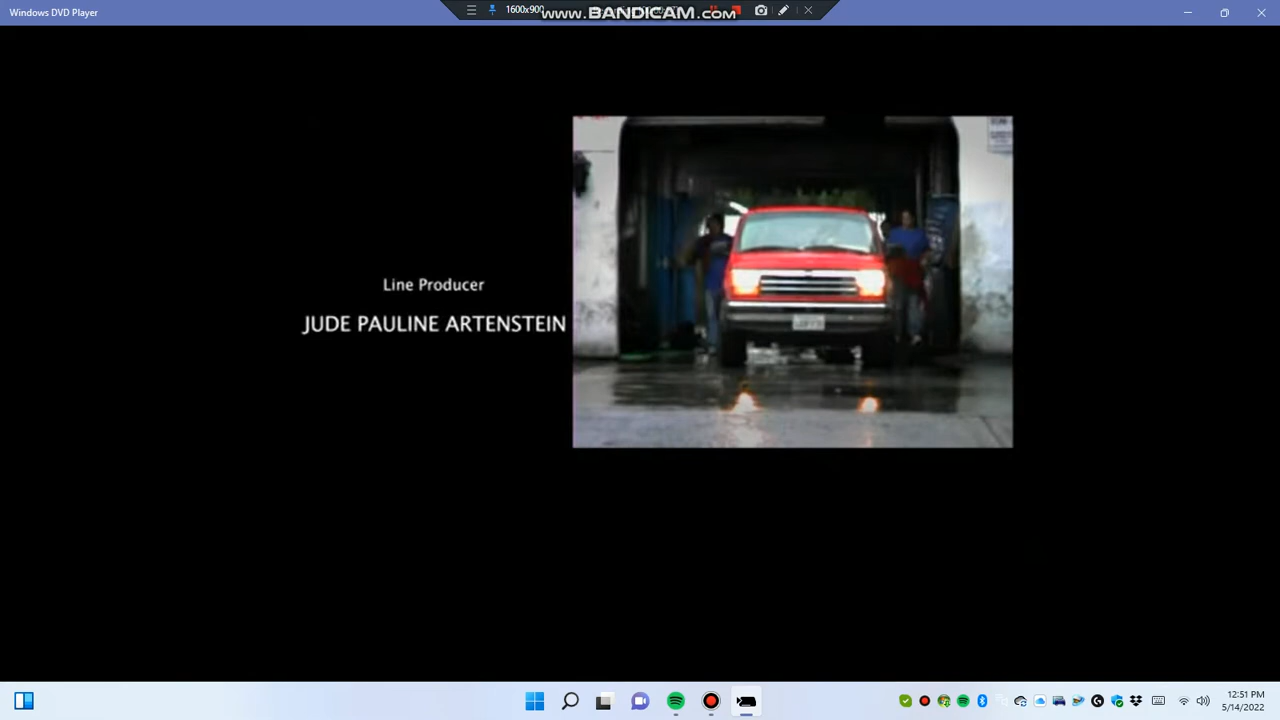 Windows DVD Player
1600x900
www.BANDICAM.com
Line Producer
JUDE PAULINE ARTENSTEIN
12:51 PM
5/14/2022